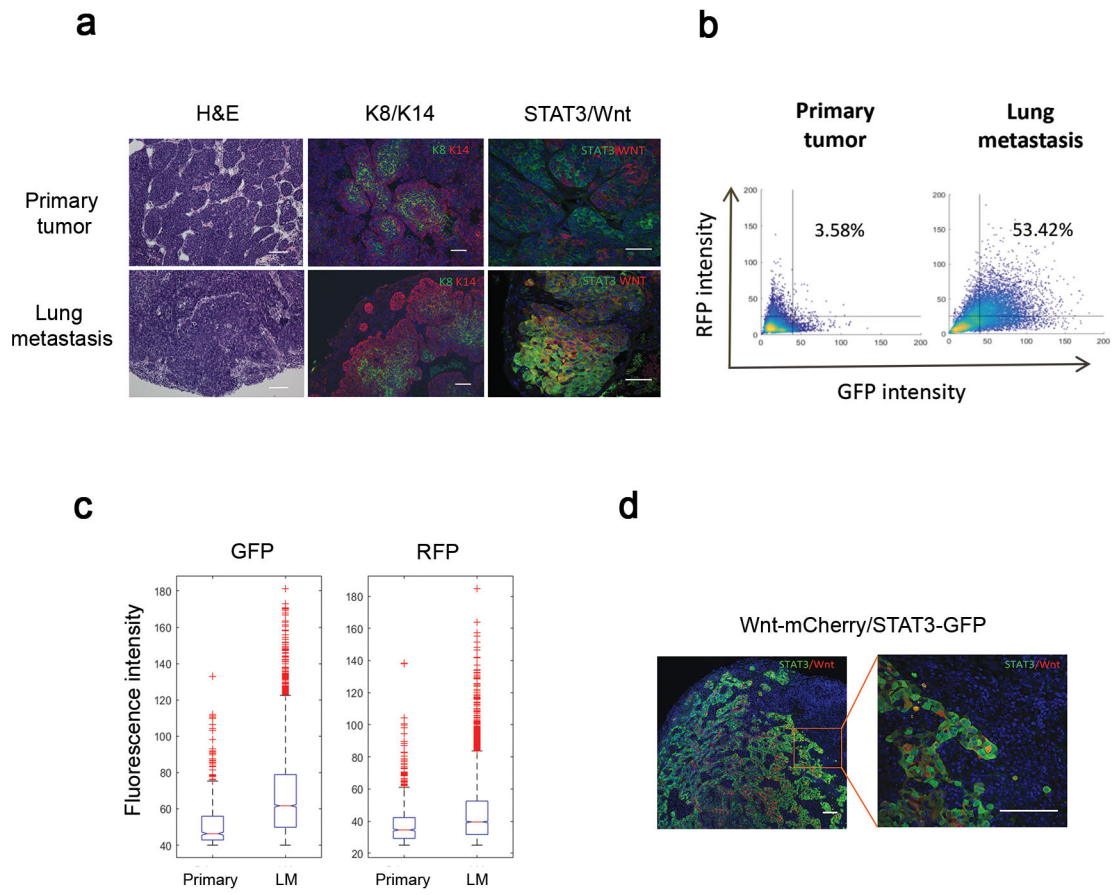 a
H&E
K8/K14
STAT3/Wnt
Primary
tumor
K8 K14
STAT3/WNT
Lung
metastasis
K8 K14
STAT3 WNT
b
Primary
tumor
Lung
metastasis
RFP intensity
200
150
100
50
0
0
50
100
150
200
3.58%
200
150
100
50
0
0
50
100
150
200
53.42%
GFP intensity
c
GFP
RFP
Fluorescence intensity
180
160
140
120
100
80
60
40
Primary
LM
180
160
140
120
100
80
60
40
20
Primary
LM
d
Wnt-mCherry/STAT3-GFP
STAT3/Wnt
STAT3/Wnt